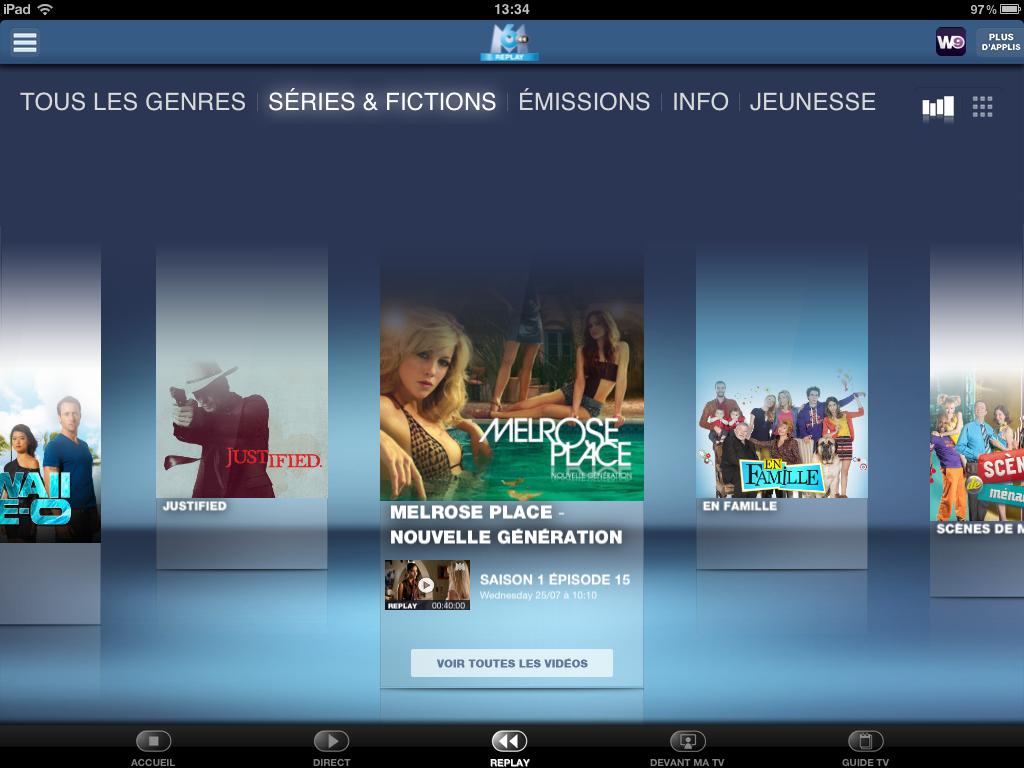 iPad 13:34 97%
M6 REPLAY
W9
PLUS
D'APPLIS
TOUS LES GENRES SÉRIES & FICTIONS ÉMISSIONS INFO JEUNESSE
WAII
E-O
JUSTIFIED.
JUSTIFIED
MELROSE
PLACE
NOUVELLE GÉNÉRATION
MELROSE PLACE -
NOUVELLE GÉNÉRATION
REPLAY 00:40:00
SAISON 1 ÉPISODE 15
Wednesday 25/07 à 10:10
VOIR TOUTES LES VIDÉOS
EN
FAMILLE
EN FAMILLE
SCÈN
de
ména
SCÈNES DE M
ACCUEIL DIRECT REPLAY DEVANT MA TV GUIDE TV